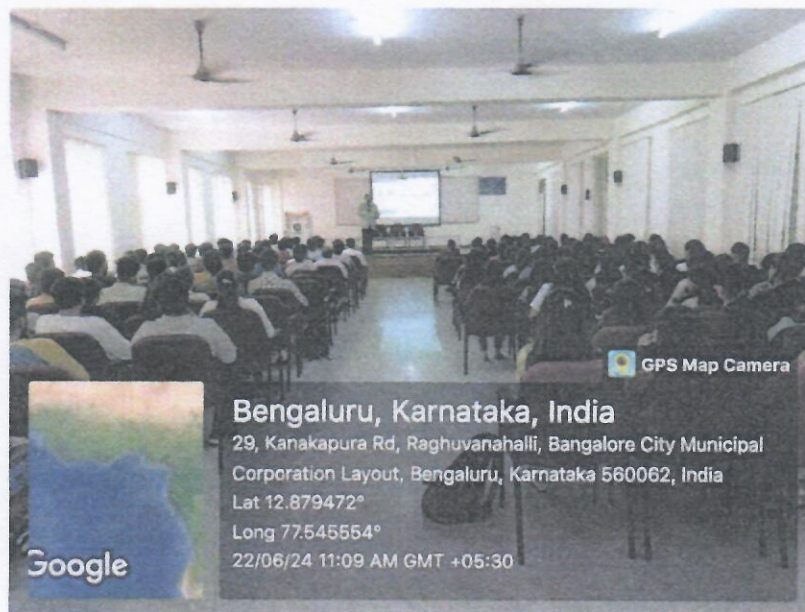 GPS Map Camera
Bengaluru, Karnataka, India
29, Kanakapura Rd, Raghuvanahalli, Bangalore City Municipal
Corporation Layout, Bengaluru, Karnataka 560062, India
Lat 12.879472°
Long 77.545554°
22/06/24 11:09 AM GMT +05:30
Google